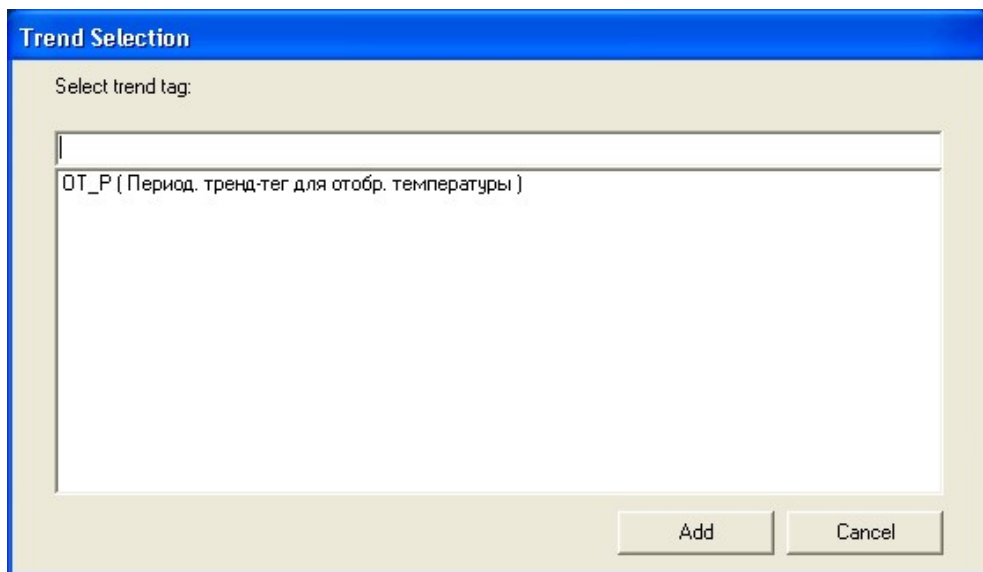 Trend Selection
Select trend tag:
OT_P ( Период. тренд-тег для отобр. температуры )
Add Cancel